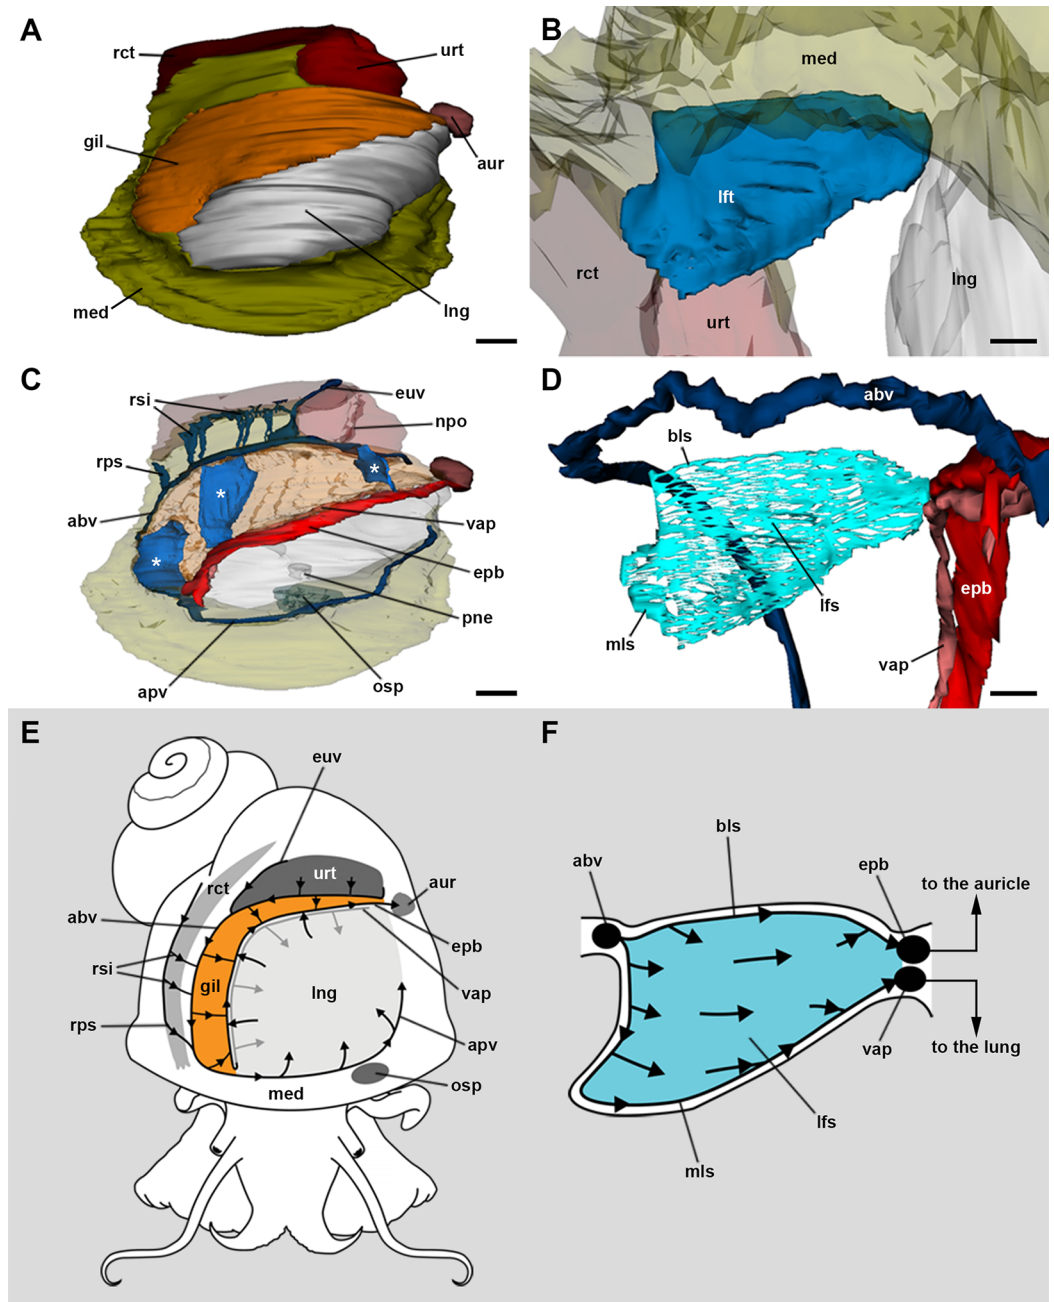 A
rct
urt
gil
aur
med
lng
B
med
lft
rct
lng
urt
C
rsi
euv
npo
rps
*
*
abv
vap
*
epb
pne
apv
osp
D
abv
bls
lfs
epb
mls
vap
E
euv
rct
urt
aur
abv
epb
rsi
gil
lng
vap
rps
apv
osp
med
F
bls
abv
epb
to the auricle
vap
to the lung
lfs
mls